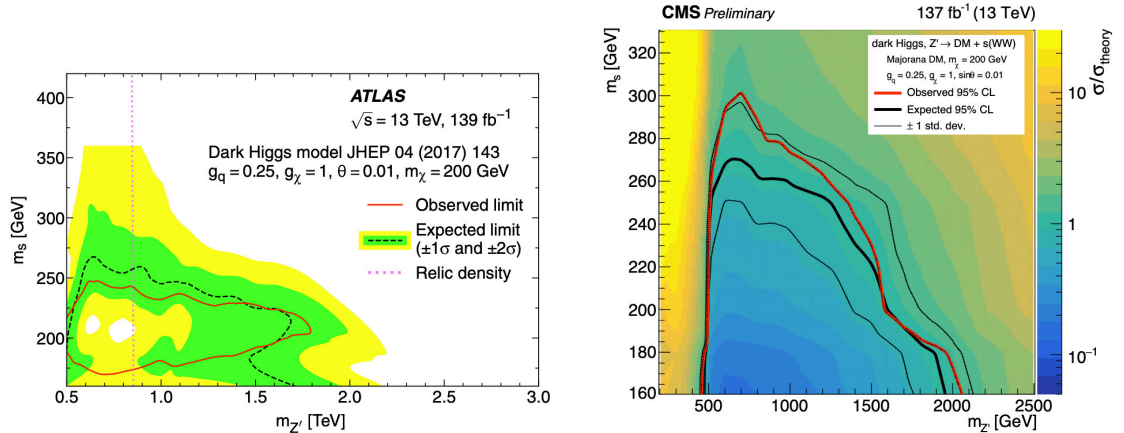 ATLAS
√s = 13 TeV, 139 fb⁻¹
Dark Higgs model JHEP 04 (2017) 143
g_q = 0.25, g_χ = 1, θ = 0.01, m_χ = 200 GeV
Observed limit
Expected limit
(±1σ and ±2σ)
Relic density
m_s [GeV]
400
350
300
250
200
0.5 1.0 1.5 2.0 2.5 3.0
m_Z' [TeV]
CMS Preliminary 137 fb⁻¹ (13 TeV)
dark Higgs, Z' → DM + s(WW)
Majorana DM, m_χ = 200 GeV
g_q = 0.25, g_χ = 1, sinθ = 0.01
Observed 95% CL
Expected 95% CL
± 1 std. dev.
m_s [GeV]
320
300
280
260
240
220
200
180
160
500 1000 1500 2000 2500
m_Z' [GeV]
σ/σ_theory
10
1
10⁻¹